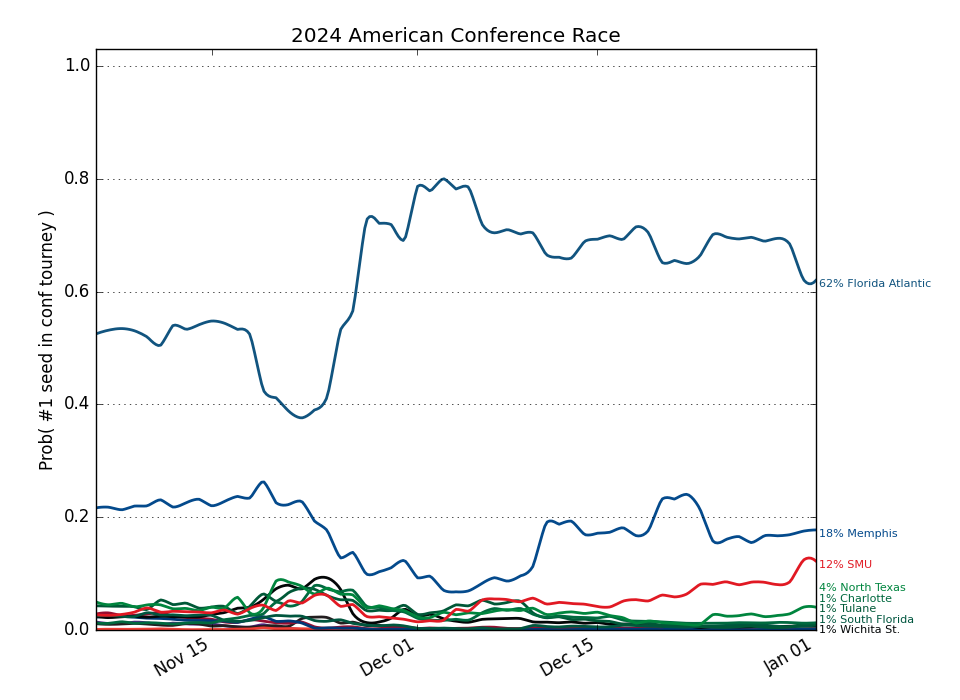 2024 American Conference Race
Prob( #1 seed in conf tourney )
1.0
0.8
0.6
0.4
0.2
0.0
Nov 15
Dec 01
Dec 15
Jan 01
62% Florida Atlantic
18% Memphis
12% SMU
4% North Texas
1% Charlotte
1% Tulane
1% South Florida
1% Wichita St.